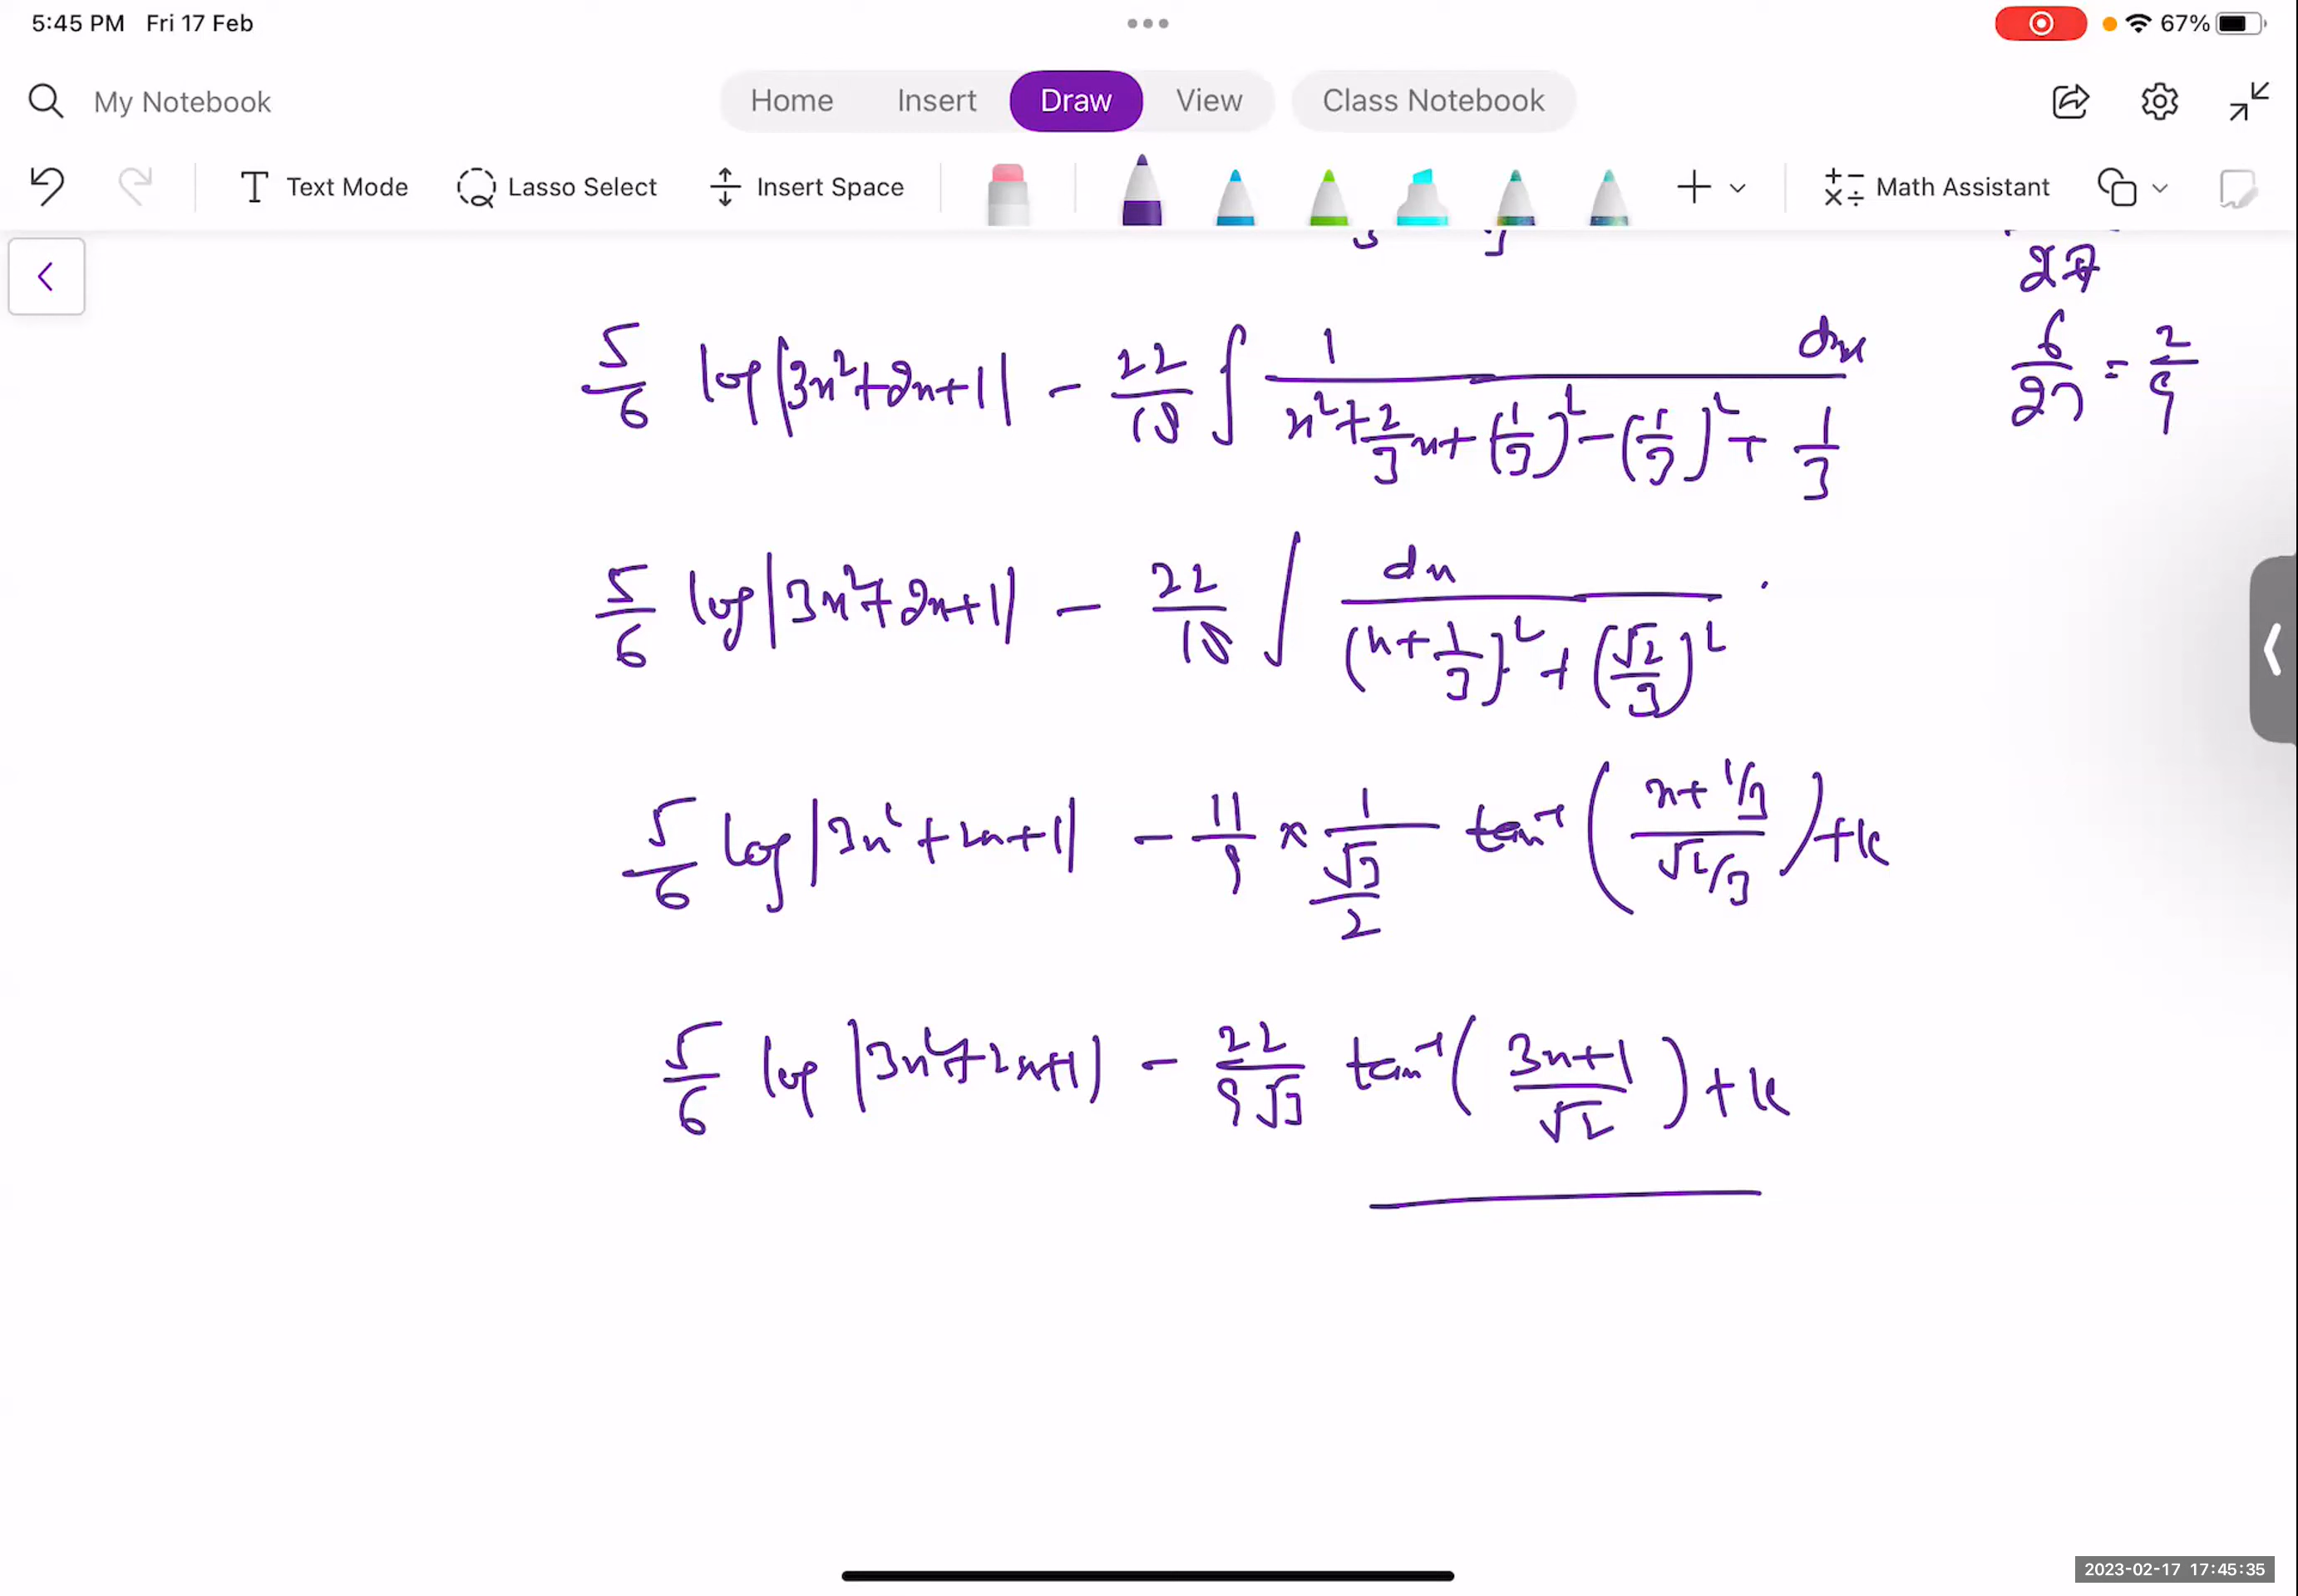 5:45 PM Fri 17 Feb
67%
My Notebook
Home Insert Draw View Class Notebook
Text Mode Lasso Select Insert Space Math Assistant
27
5/6 log|3x²+2x+1| - 22/18 ∫ 1 dx / x²+2/3x+(1/3)²-(1/3)²+1/3
6/27 = 2/9
5/6 log|3x²+2x+1| - 22/18 ∫ dx / (x+1/3)²+(√2/3)²
5/6 log|3x²+2x+1| - 11/9 × 1/(√3/2) tan⁻¹((x+1/3)/(√2/3))+k
5/6 log|3x²+2x+1| - 22/9√3 tan⁻¹((3x+1)/√2)+k
2023-02-17 17:45:35